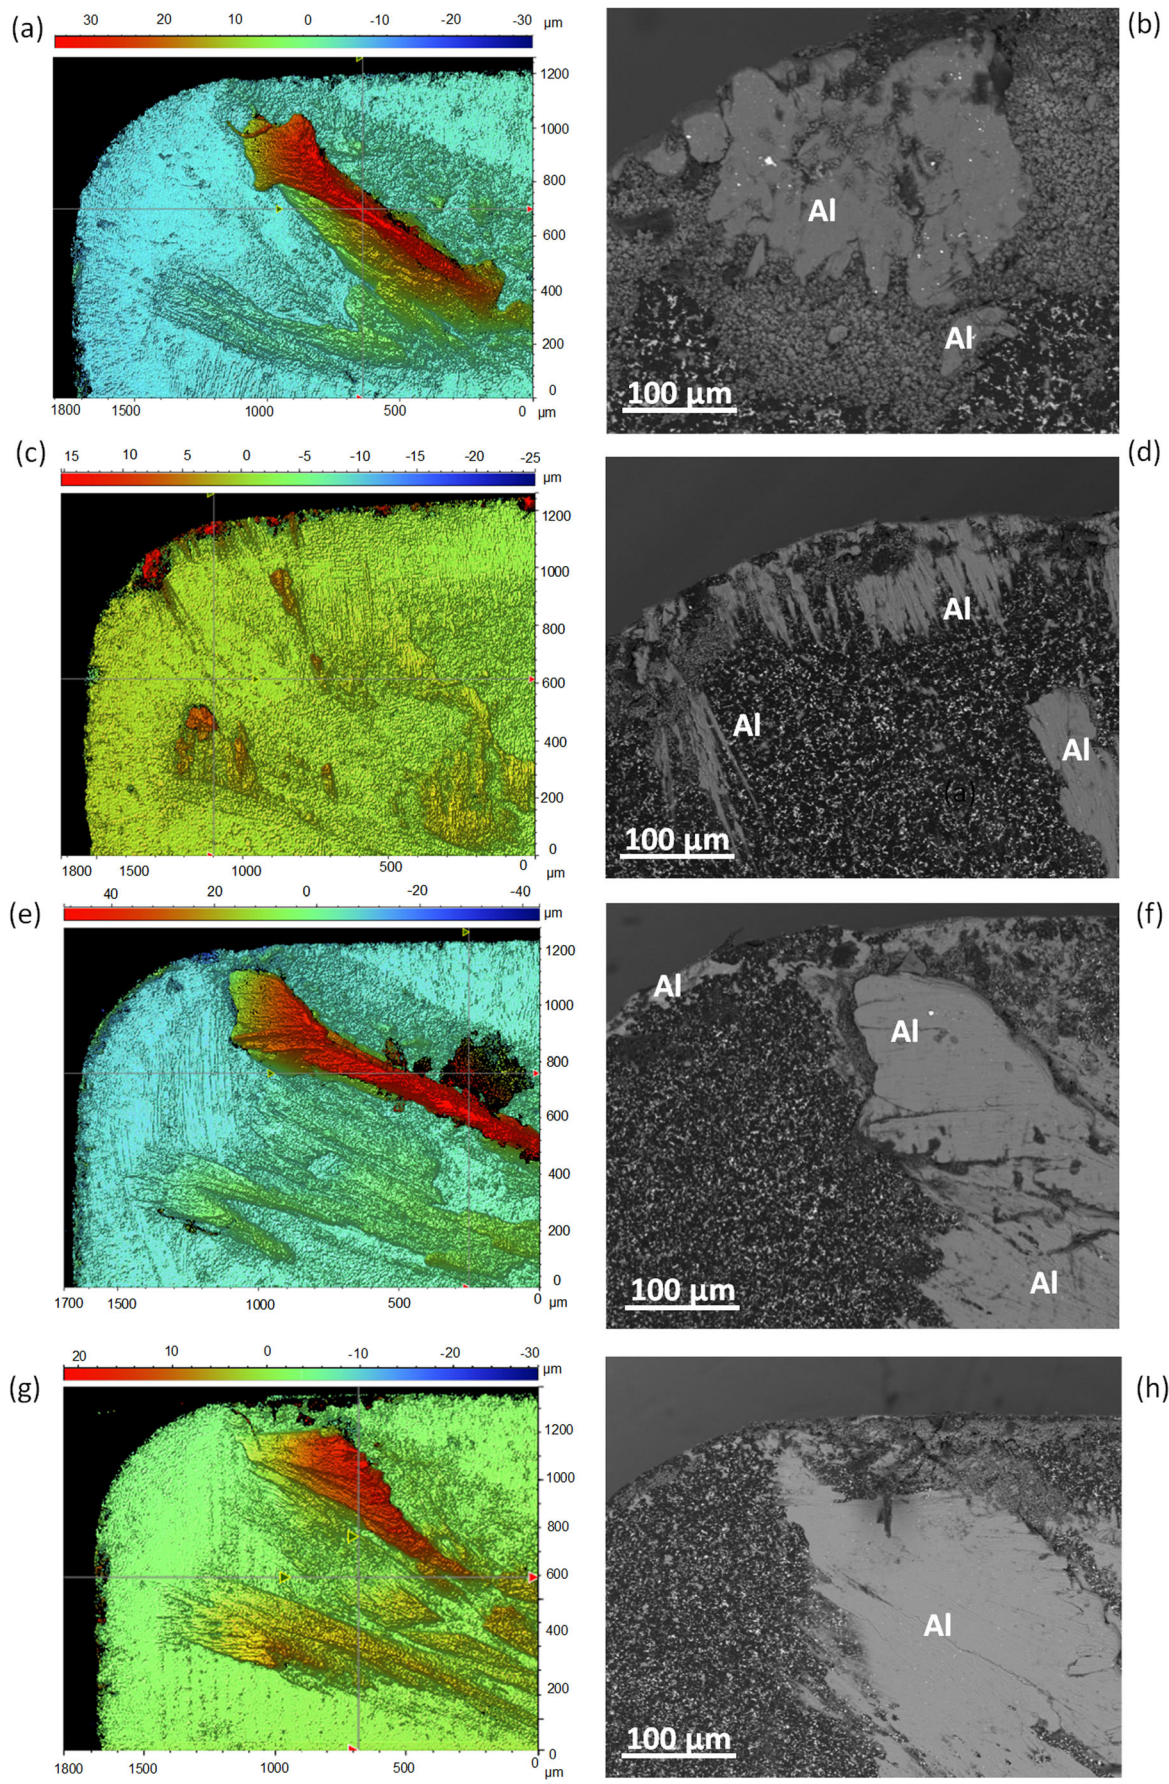 (a)
30 20 10 0 -10 -20 -30 µm
1200
1000
800
600
400
200
0
1800 1500 1000 500 0 µm
(b)
Al
Al
100 µm
(c)
15 10 5 0 -5 -10 -15 -20 -25
µm
1200
1000
800
600
400
200
0
1800 1500 1000 500 0 µm
(d)
Al
Al
Al
(a)
100 µm
(e)
40 20 0 -20 -40 µm
1200
1000
800
600
400
200
0
1700 1500 1000 500 0
µm
(f)
Al
Al
Al
100 µm
(g)
20 10 0 -10 -20 -30 µm
1200
1000
800
600
400
200
0
1800 1500 1000 500 0 µm
(h)
Al
100 µm